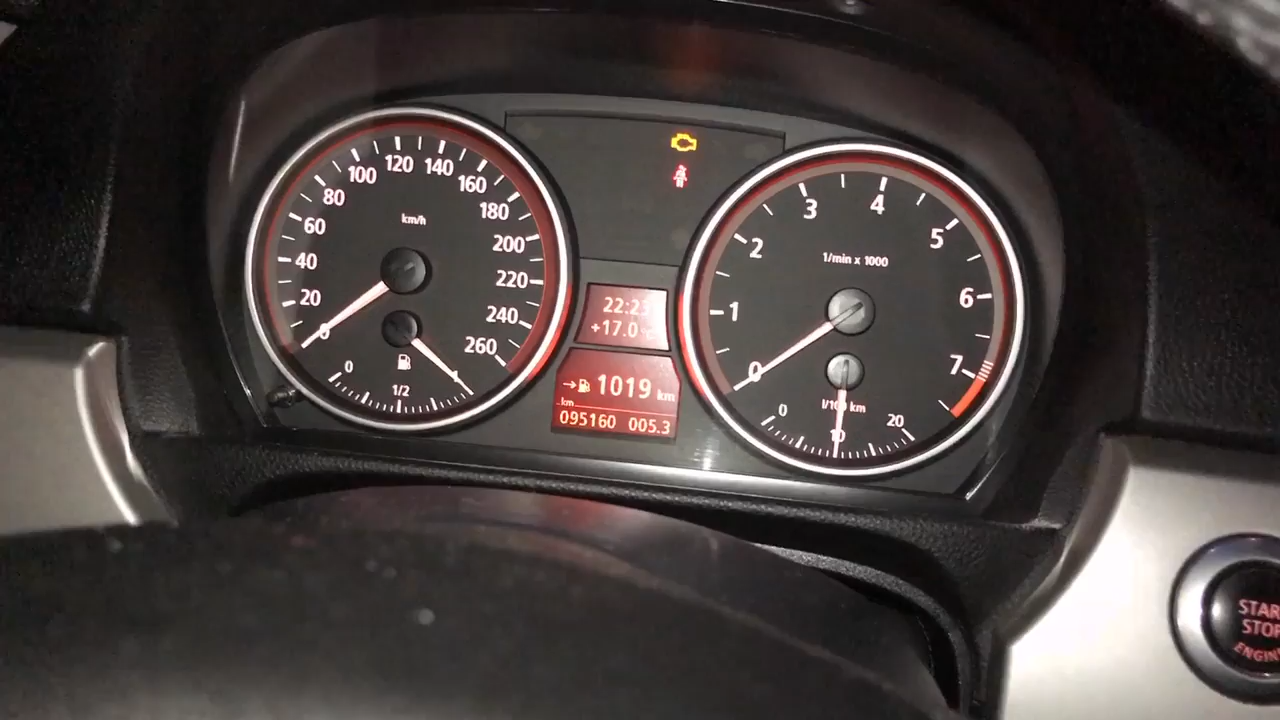 0 20 40 60 80 100 120 140 160 180 200 220 240 260
km/h
0 1/2
22:23
+17.0 °C
1019 km
km
095160 005.3
0 1 2 3 4 5 6 7
1/min x 1000
0 10 20
km
START
STOP
ENGINE